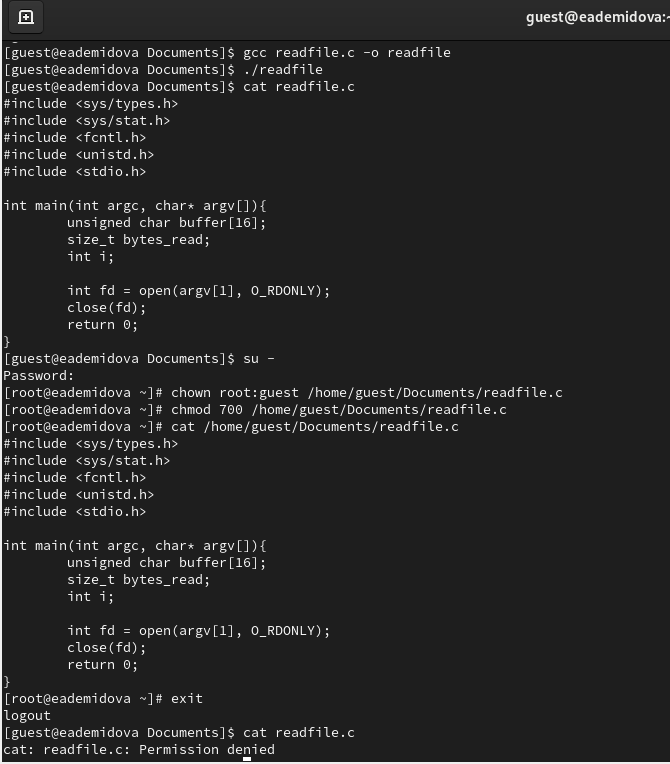 guest@eademidova:~
[guest@eademidova Documents]$ gcc readfile.c -o readfile
[guest@eademidova Documents]$ ./readfile
[guest@eademidova Documents]$ cat readfile.c
#include <sys/types.h>
#include <sys/stat.h>
#include <fcntl.h>
#include <unistd.h>
#include <stdio.h>

int main(int argc, char* argv[]){
        unsigned char buffer[16];
        size_t bytes_read;
        int i;

        int fd = open(argv[1], O_RDONLY);
        close(fd);
        return 0;
}
[guest@eademidova Documents]$ su -
Password:
[root@eademidova ~]# chown root:guest /home/guest/Documents/readfile.c
[root@eademidova ~]# chmod 700 /home/guest/Documents/readfile.c
[root@eademidova ~]# cat /home/guest/Documents/readfile.c
#include <sys/types.h>
#include <sys/stat.h>
#include <fcntl.h>
#include <unistd.h>
#include <stdio.h>

int main(int argc, char* argv[]){
        unsigned char buffer[16];
        size_t bytes_read;
        int i;

        int fd = open(argv[1], O_RDONLY);
        close(fd);
        return 0;
}
[root@eademidova ~]# exit
logout
[guest@eademidova Documents]$ cat readfile.c
cat: readfile.c: Permission denied